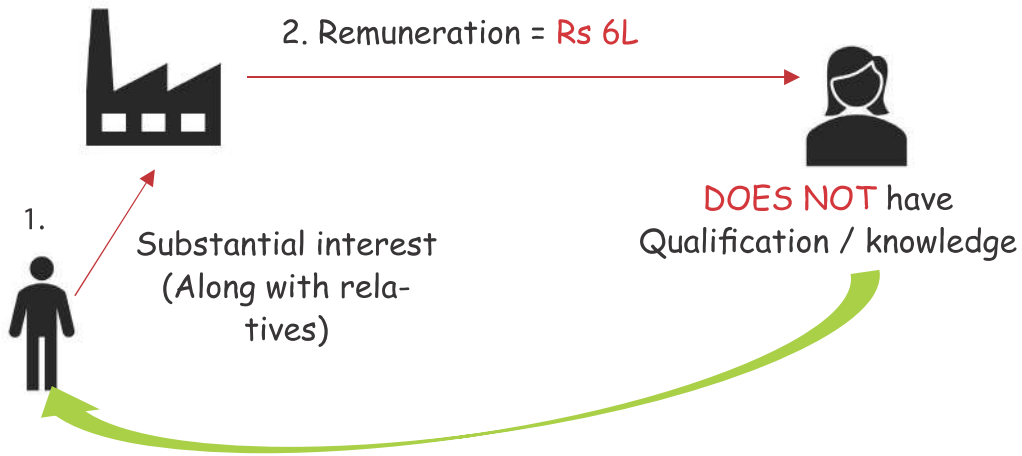 2. Remuneration = Rs 6L
DOES NOT have
Qualification / knowledge
1.
Substantial interest
(Along with rela-
tives)